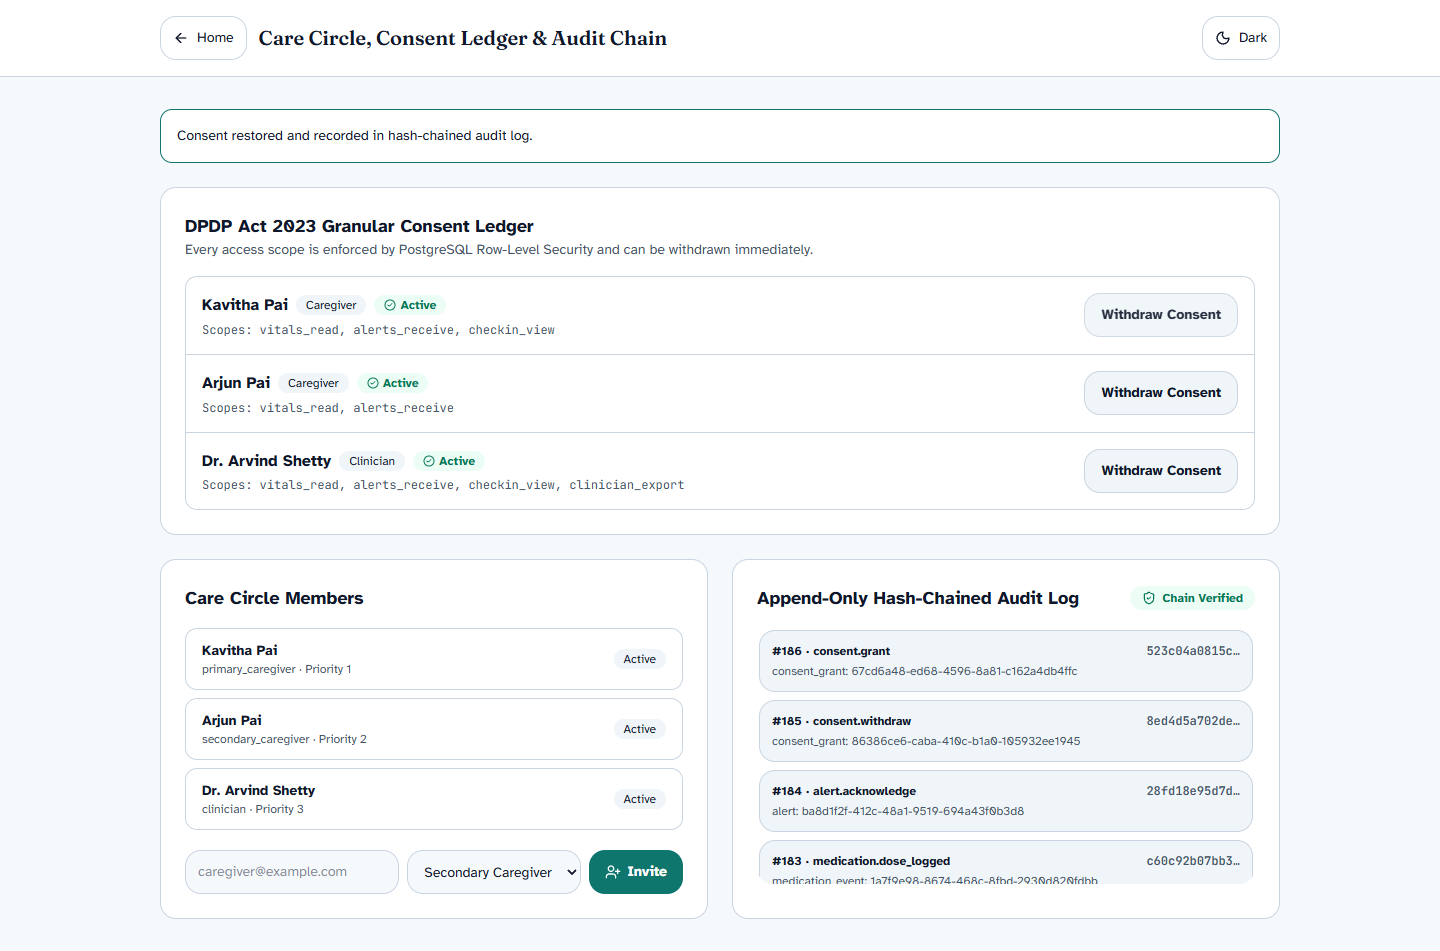 Home
Care Circle, Consent Ledger & Audit Chain
Dark
Consent restored and recorded in hash-chained audit log.
DPDP Act 2023 Granular Consent Ledger
Every access scope is enforced by PostgreSQL Row-Level Security and can be withdrawn immediately.
Kavitha Pai Caregiver Active
Scopes: vitals_read, alerts_receive, checkin_view
Withdraw Consent
Arjun Pai Caregiver Active
Scopes: vitals_read, alerts_receive
Withdraw Consent
Dr. Arvind Shetty Clinician Active
Scopes: vitals_read, alerts_receive, checkin_view, clinician_export
Withdraw Consent
Care Circle Members
Kavitha Pai
primary_caregiver · Priority 1
Active
Arjun Pai
secondary_caregiver · Priority 2
Active
Dr. Arvind Shetty
clinician · Priority 3
Active
caregiver@example.com
Secondary Caregiver
Invite
Append-Only Hash-Chained Audit Log
Chain Verified
#186 · consent.grant 523c04a0815c…
consent_grant: 67cd6a48-ed68-4596-8a81-c162a4db4ffc
#185 · consent.withdraw 8ed4d5a702de…
consent_grant: 86386ce6-caba-410c-b1a0-105932ee1945
#184 · alert.acknowledge 28fd18e95d7d…
alert: ba8d1f2f-412c-48a1-9519-694a43f0b3d8
#183 · medication.dose_logged c60c92b07bb3…
medication_event: 1a7f9e98-8674-468c-8fbd-2930d820fdbb